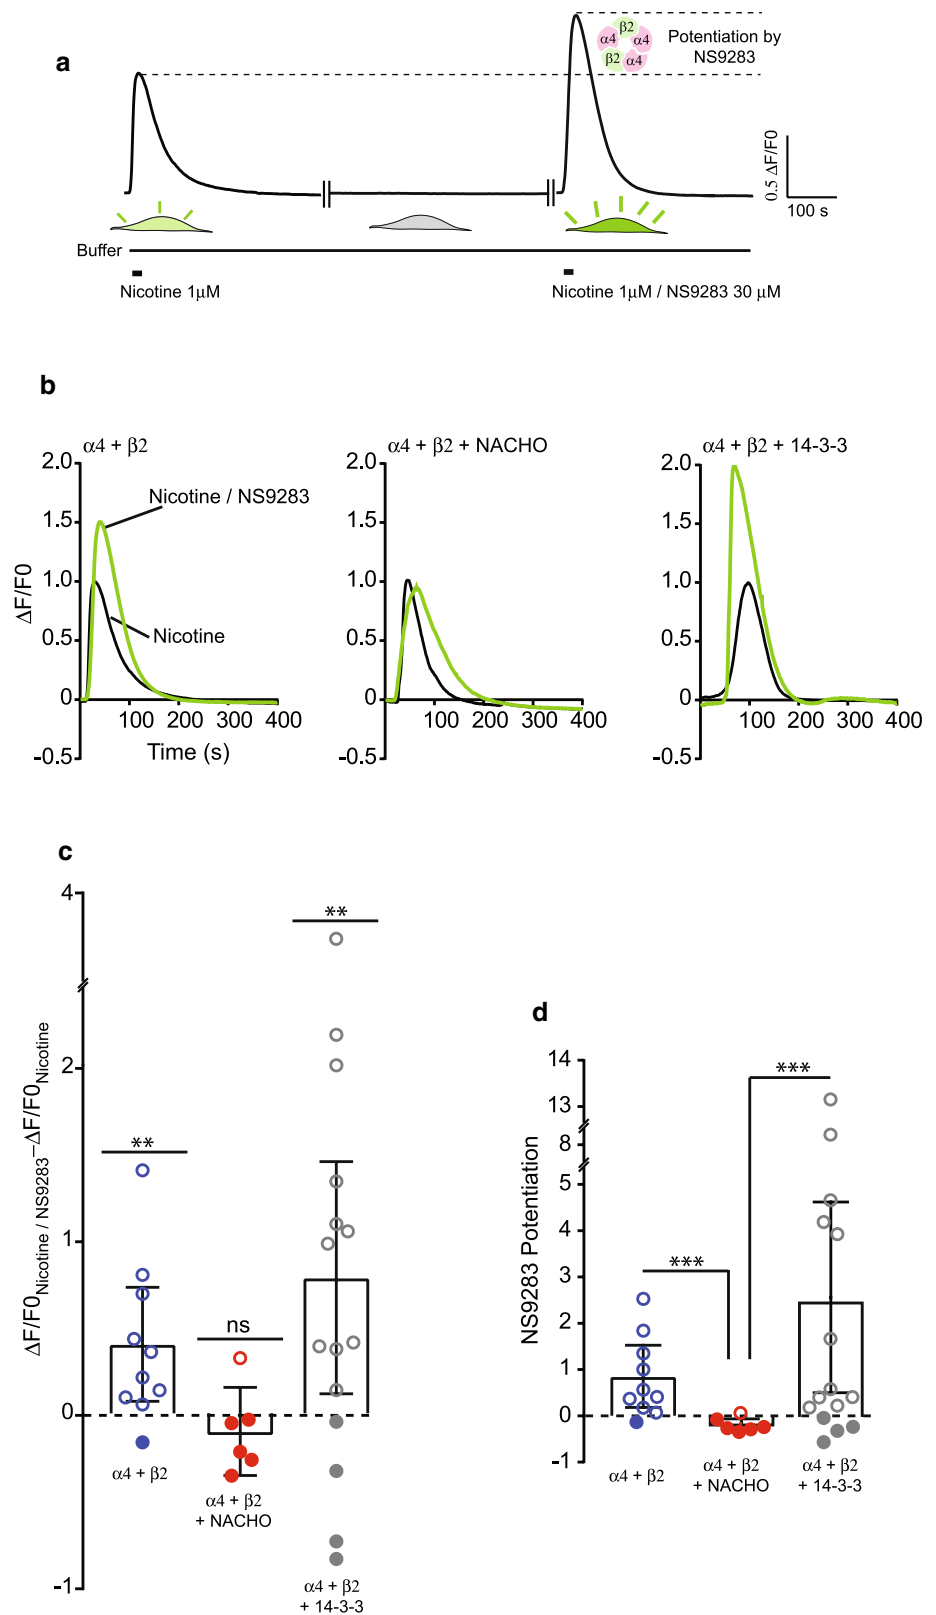 a
β2
α4
α4
β2
α4
Potentiation by
NS9283
0.5 ΔF/F0
100 s
Buffer
Nicotine 1μM
Nicotine 1μM / NS9283 30 μM
b
α4 + β2
α4 + β2 + NACHO
α4 + β2 + 14-3-3
2.0
1.5
1.0
0.5
0
-0.5
ΔF/F0
Nicotine / NS9283
Nicotine
100
200
300
400
Time (s)
2.0
1.5
1.0
0.5
0
-0.5
100
200
300
400
2.0
1.5
1.0
0.5
0
-0.5
100
200
300
400
c
4
2
1
0
-1
ΔF/F0Nicotine / NS9283–ΔF/F0Nicotine
**
ns
**
α4 + β2
α4 + β2
+ NACHO
α4 + β2
+ 14-3-3
d
14
13
8
5
4
3
2
1
0
-1
NS9283 Potentiation
***
***
α4 + β2
α4 + β2
+ NACHO
α4 + β2
+ 14-3-3